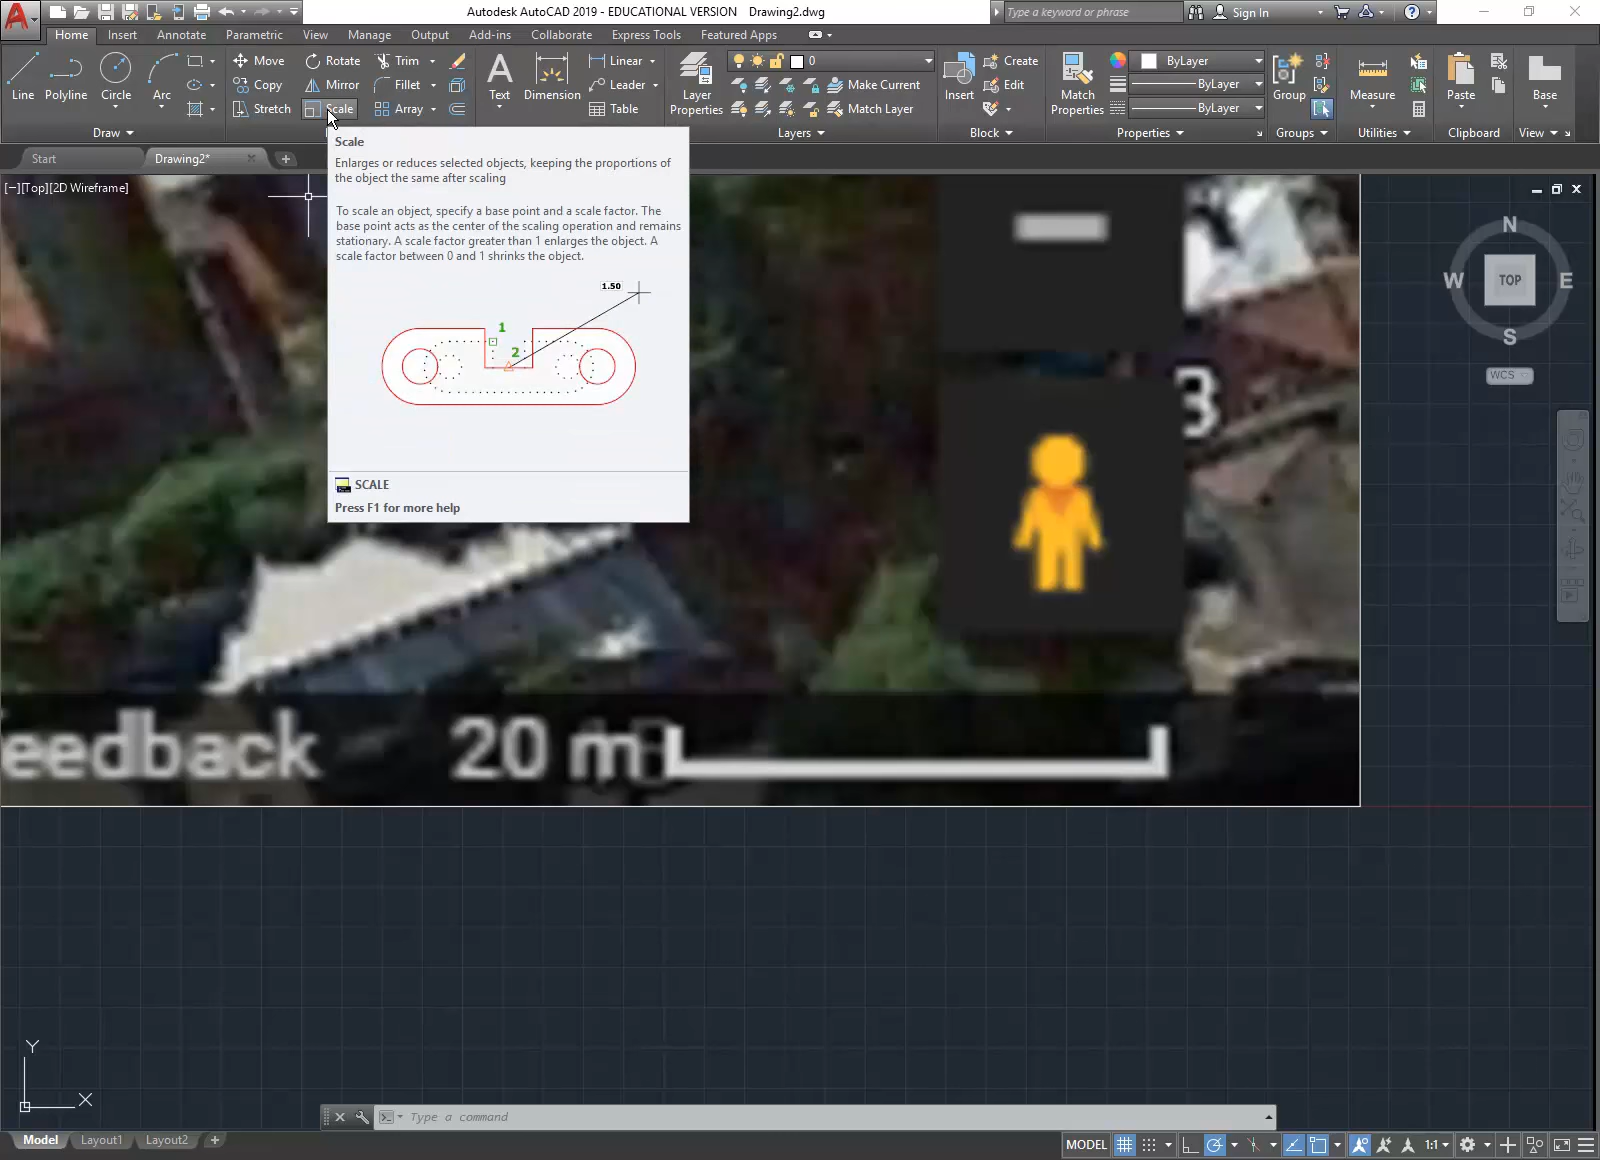 Autodesk AutoCAD 2019 - EDUCATIONAL VERSION Drawing2.dwg
Type a keyword or phrase
Sign In
Home Insert Annotate Parametric View Manage Output Add-ins Collaborate Express Tools Featured Apps
Line Polyline Circle Arc
Move Rotate Trim
Copy Mirror Fillet
Stretch Scale Array
Text Dimension
Linear
Leader
Table
Layer Properties
0
Make Current
Match Layer
Insert
Create
Edit
Match Properties
ByLayer
ByLayer
ByLayer
Group
Measure
Paste
Base
Draw Layers Block Properties Groups Utilities Clipboard View
Start Drawing2*
[−][Top][2D Wireframe]
Scale
Enlarges or reduces selected objects, keeping the proportions of
the object the same after scaling
To scale an object, specify a base point and a scale factor. The
base point acts as the center of the scaling operation and remains
stationary. A scale factor greater than 1 enlarges the object. A
scale factor between 0 and 1 shrinks the object.
1.50
1
2
SCALE
Press F1 for more help
N
W TOP E
S
WCS
3
eedback 20 m
Y
X
Type a command
Model Layout1 Layout2
MODEL 1:1